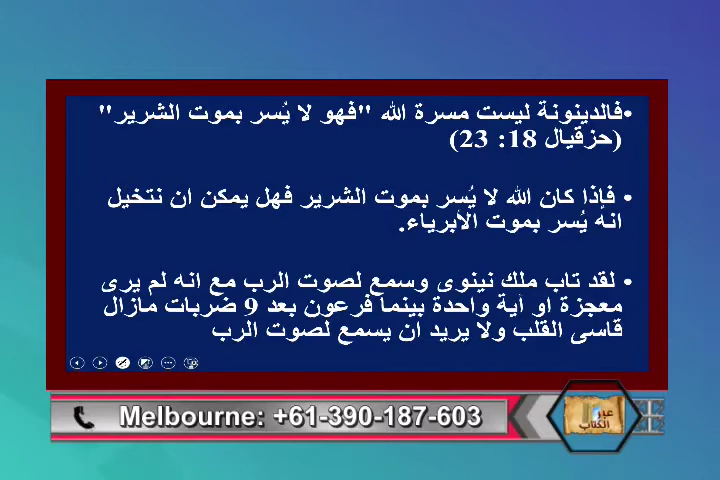 •فالدينونة ليست مسرة الله "فهو لا يُسر بموت الشرير"
(حزقيال 18: 23)
• فإذا كان الله لا يُسر بموت الشرير فهل يمكن ان نتخيل
انه يُسر بموت الأبرياء.
• لقد تاب ملك نينوى وسمع لصوت الرب مع انه لم يرى
معجزة او آية واحدة بينما فرعون بعد 9 ضربات مازال
قاسى القلب ولا يريد ان يسمع لصوت الرب
Melbourne: +61-390-187-603
عبر
الكتاب